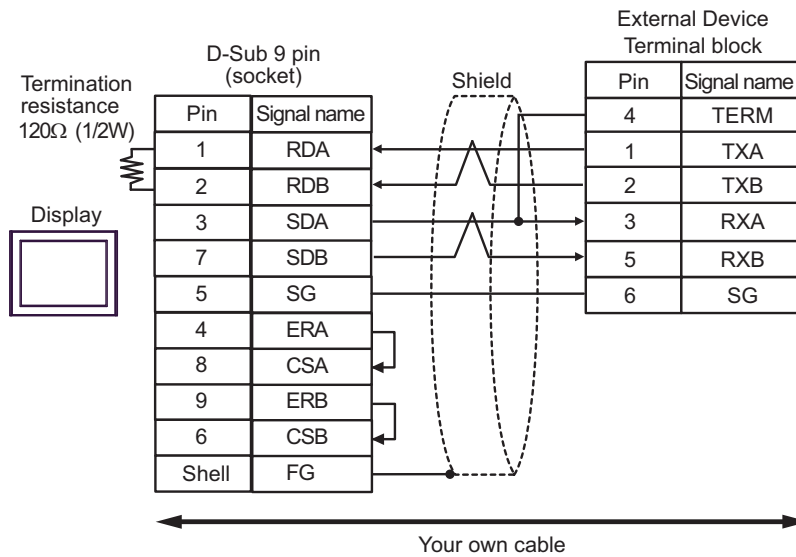 External Device
Terminal block
D-Sub 9 pin
(socket)
Shield
Termination
resistance
120Ω (1/2W)
Display
Pin Signal name
1 RDA
2 RDB
3 SDA
7 SDB
5 SG
4 ERA
8 CSA
9 ERB
6 CSB
Shell FG
Pin Signal name
4 TERM
1 TXA
2 TXB
3 RXA
5 RXB
6 SG
Your own cable